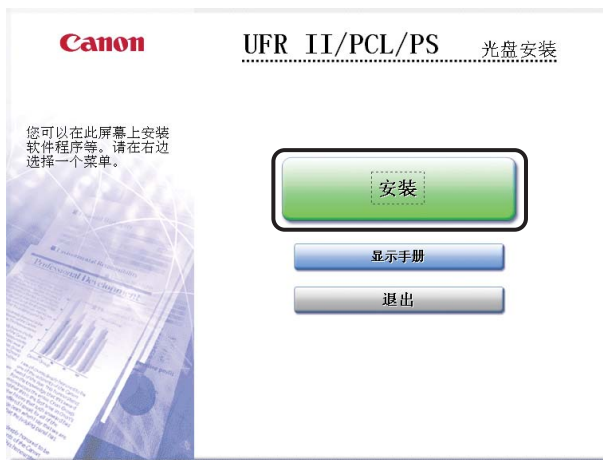 Canon
UFR II/PCL/PS 光盘安装
您可以在此屏幕上安装
软件程序等。请在右边
选择一个菜单。
安装
显示手册
退出
Professional Development